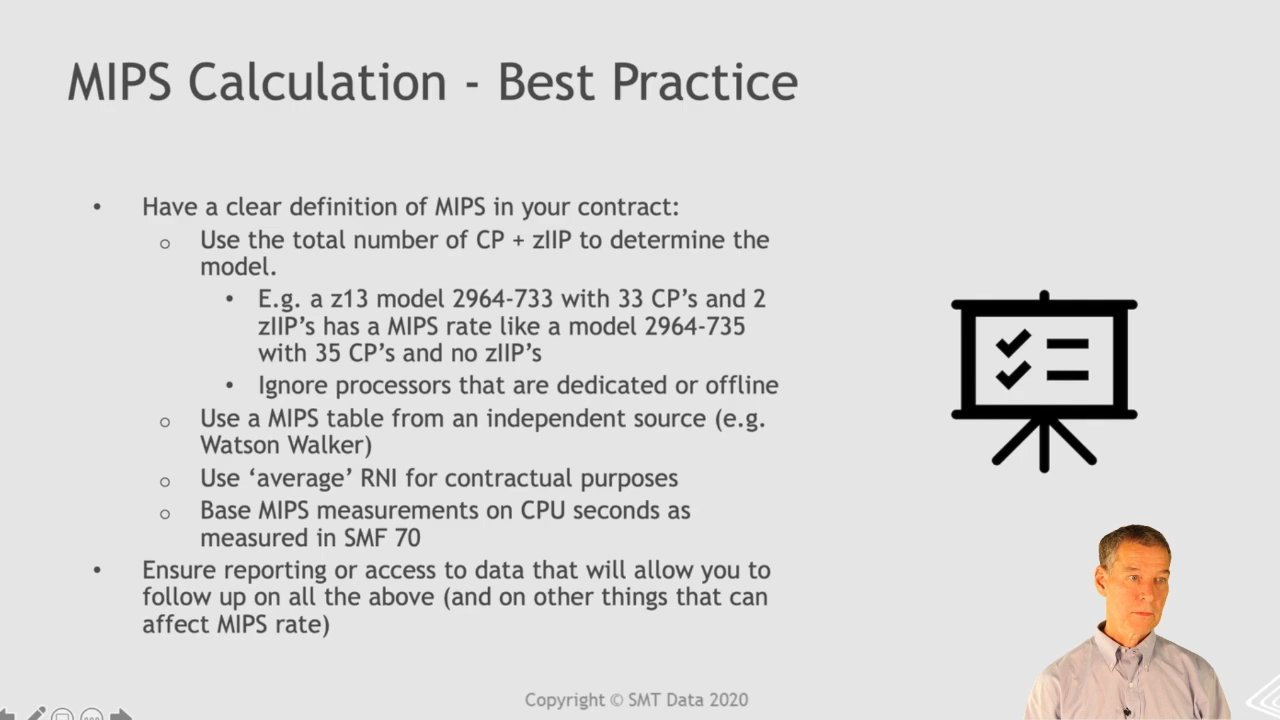 MIPS Calculation - Best Practice
• Have a clear definition of MIPS in your contract:
o Use the total number of CP + zIIP to determine the
model.
• E.g. a z13 model 2964-733 with 33 CP's and 2
zIIP's has a MIPS rate like a model 2964-735
with 35 CP's and no zIIP's
• Ignore processors that are dedicated or offline
o Use a MIPS table from an independent source (e.g.
Watson Walker)
o Use ‘average’ RNI for contractual purposes
o Base MIPS measurements on CPU seconds as
measured in SMF 70
• Ensure reporting or access to data that will allow you to
follow up on all the above (and on other things that can
affect MIPS rate)
Copyright © SMT Data 2020